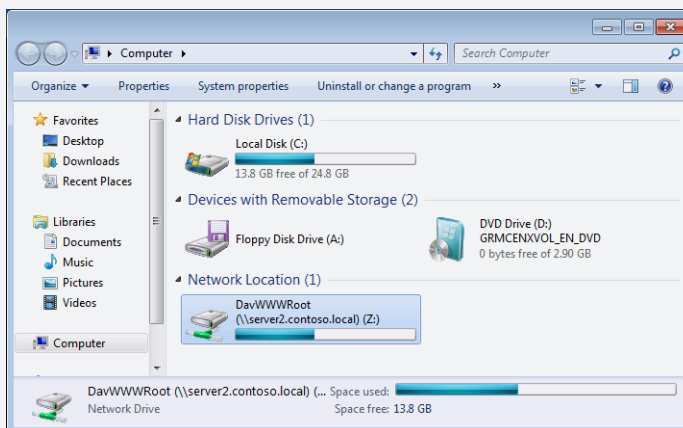 Computer
Search Computer
Organize
Properties
System properties
Uninstall or change a program
»
Favorites
Desktop
Downloads
Recent Places
Libraries
Documents
Music
Pictures
Videos
Computer
Hard Disk Drives (1)
Local Disk (C:)
13.8 GB free of 24.8 GB
Devices with Removable Storage (2)
Floppy Disk Drive (A:)
DVD Drive (D:)
GRMCENXVOL_EN_DVD
0 bytes free of 2.90 GB
Network Location (1)
DavWWWRoot
(\\server2.contoso.local) (Z:)
DavWWWRoot (\\server2.contoso.local) (... Space used:
Network Drive Space free: 13.8 GB